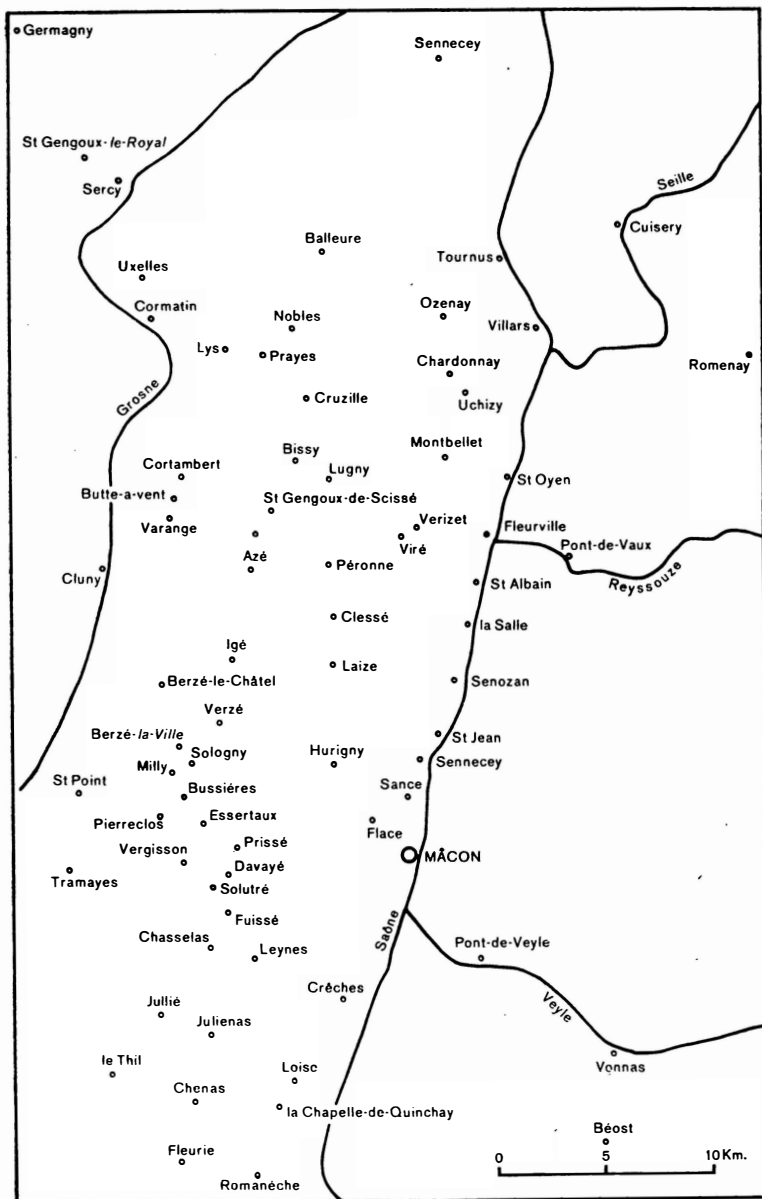 Germagny
Sennecey
St Gengoux-le-Royal
Sercy
Seille
Cuisery
Balleure
Tournus
Uxelles
Cormatin
Ozenay
Nobles
Villars
Lys
Prayes
Romenay
Chardonnay
Grosne
Cruzille
Uchizy
Montbellet
Bissy
Cortambert
Lugny
St Oyen
Butte-a-vent
St Gengoux-de-Scissé
Varange
Verizet
Fleurville
Viré
Pont-de-Vaux
Azé
Péronne
Cluny
Reyssouze
St Albain
Clessé
la Salle
Igé
Laize
Berzé-le-Châtel
Senozan
Verzé
St Jean
Berzé-la-Ville
Sologny
Hurigny
Sennecey
Milly
St Point
Sance
Bussiéres
Pierreclos
Essertaux
Flace
Prissé
Vergisson
MÂCON
Davayé
Tramayes
Solutré
Fuissé
Saône
Chasselas
Leynes
Pont-de-Veyle
Crêches
Veyle
Jullié
Julienas
le Thil
Vonnas
Loise
Chenas
la Chapelle-de-Quinchay
Béost
Fleurie
0 5 10 Km.
Romanéche